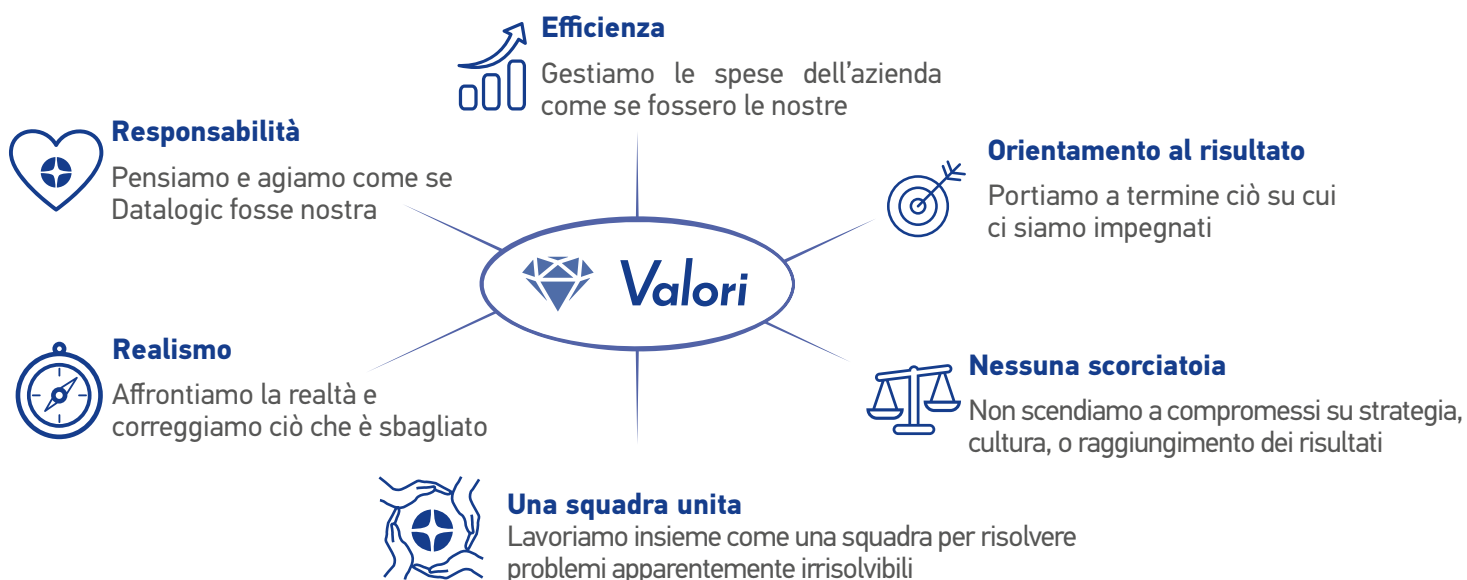 Efficienza
Gestiamo le spese dell’azienda
come se fossero le nostre
Responsabilità
Pensiamo e agiamo come se
Datalogic fosse nostra
Orientamento al risultato
Portiamo a termine ciò su cui
ci siamo impegnati
Valori
Realismo
Affrontiamo la realtà e
correggiamo ciò che è sbagliato
Nessuna scorciatoia
Non scendiamo a compromessi su strategia,
cultura, o raggiungimento dei risultati
Una squadra unita
Lavoriamo insieme come una squadra per risolvere
problemi apparentemente irrisolvibili